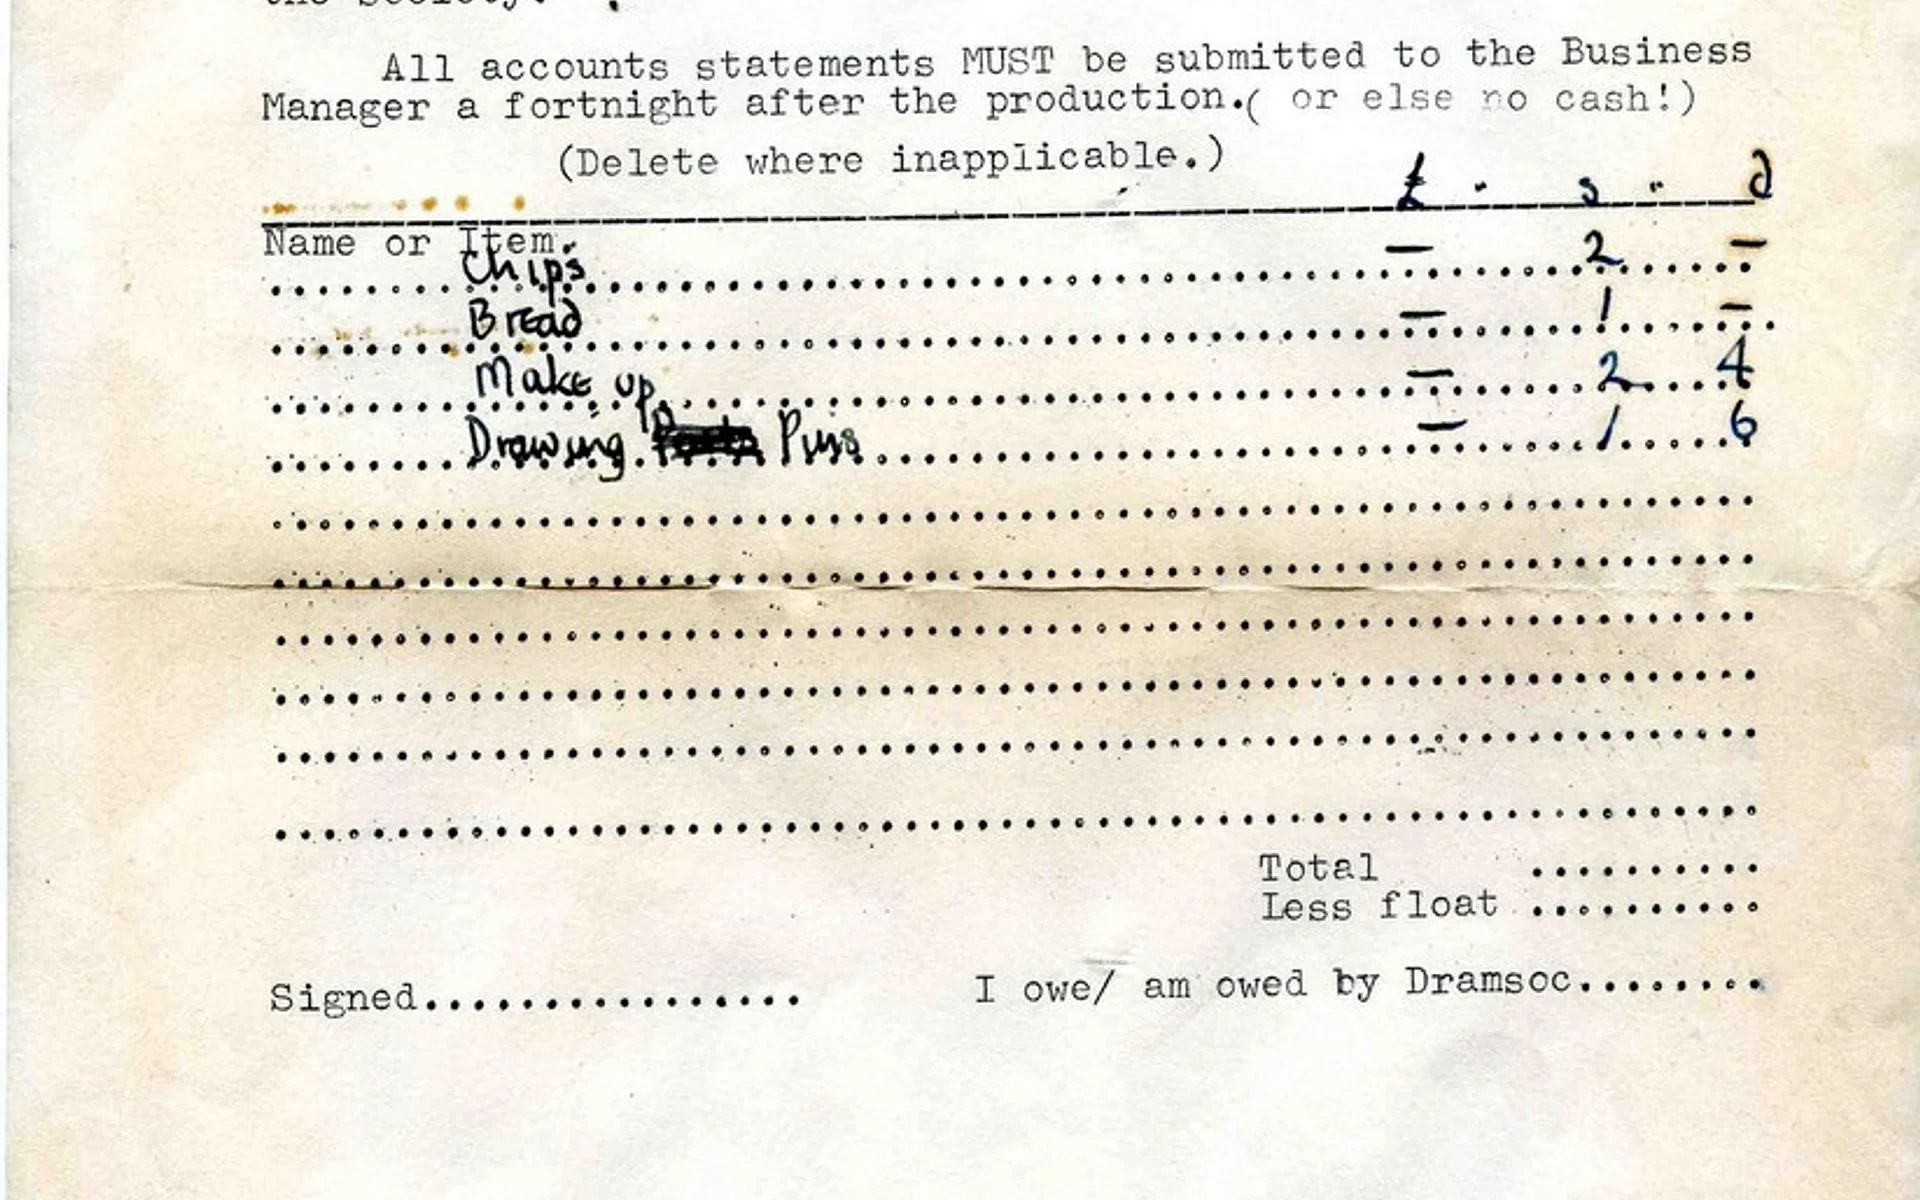 the Society.
All accounts statements MUST be submitted to the Business
Manager a fortnight after the production.( or else no cash!)
(Delete where inapplicable.)
£ " s " d
Name or Item.
Chips — 2 —
Bread — 1 —
Make up — 2 4
Drawing Pins — 1 6
Total ..........
Less float ..........
Signed................ I owe/ am owed by Dramsoc........